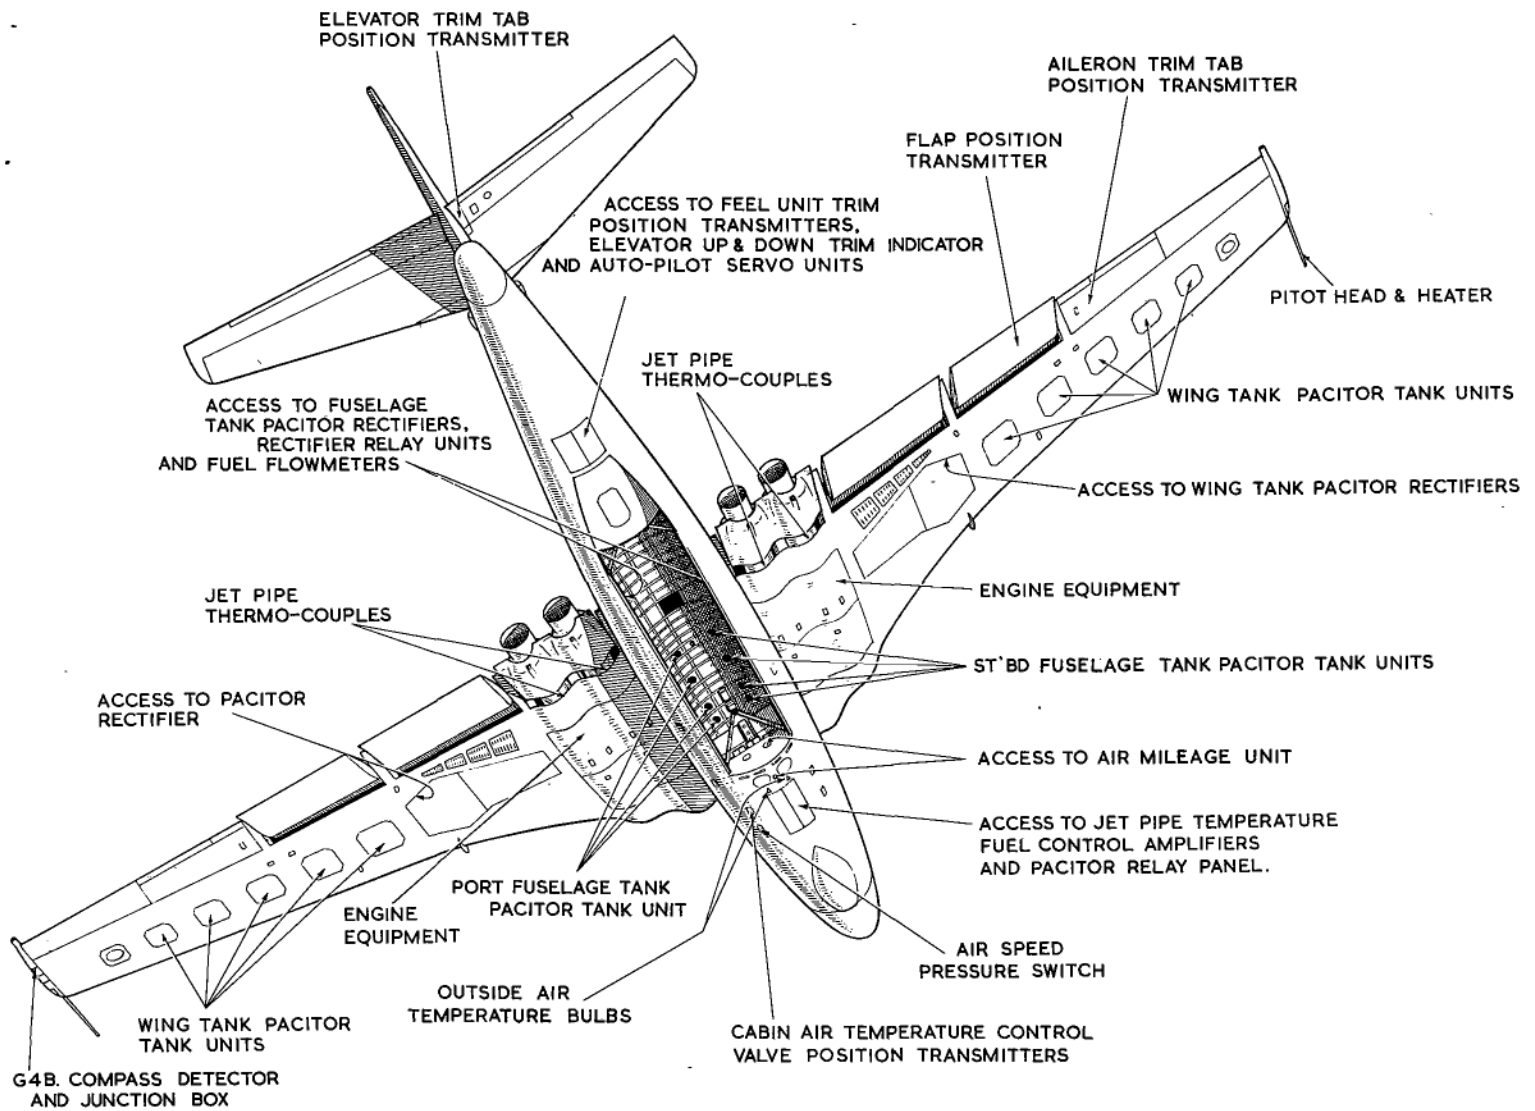 ELEVATOR TRIM TAB
POSITION TRANSMITTER
AILERON TRIM TAB
POSITION TRANSMITTER
FLAP POSITION
TRANSMITTER
ACCESS TO FEEL UNIT TRIM
POSITION TRANSMITTERS,
ELEVATOR UP & DOWN TRIM INDICATOR
AND AUTO-PILOT SERVO UNITS
PITOT HEAD & HEATER
JET PIPE
THERMO-COUPLES
WING TANK PACITOR TANK UNITS
ACCESS TO FUSELAGE
TANK PACITOR RECTIFIERS,
RECTIFIER RELAY UNITS
AND FUEL FLOWMETERS
ACCESS TO WING TANK PACITOR RECTIFIERS
ENGINE EQUIPMENT
JET PIPE
THERMO-COUPLES
ST'BD FUSELAGE TANK PACITOR TANK UNITS
ACCESS TO PACITOR
RECTIFIER
ACCESS TO AIR MILEAGE UNIT
ACCESS TO JET PIPE TEMPERATURE
FUEL CONTROL AMPLIFIERS
AND PACITOR RELAY PANEL.
PORT FUSELAGE TANK
PACITOR TANK UNIT
ENGINE
EQUIPMENT
AIR SPEED
PRESSURE SWITCH
OUTSIDE AIR
TEMPERATURE BULBS
WING TANK PACITOR
TANK UNITS
CABIN AIR TEMPERATURE CONTROL
VALVE POSITION TRANSMITTERS
G4B. COMPASS DETECTOR
AND JUNCTION BOX